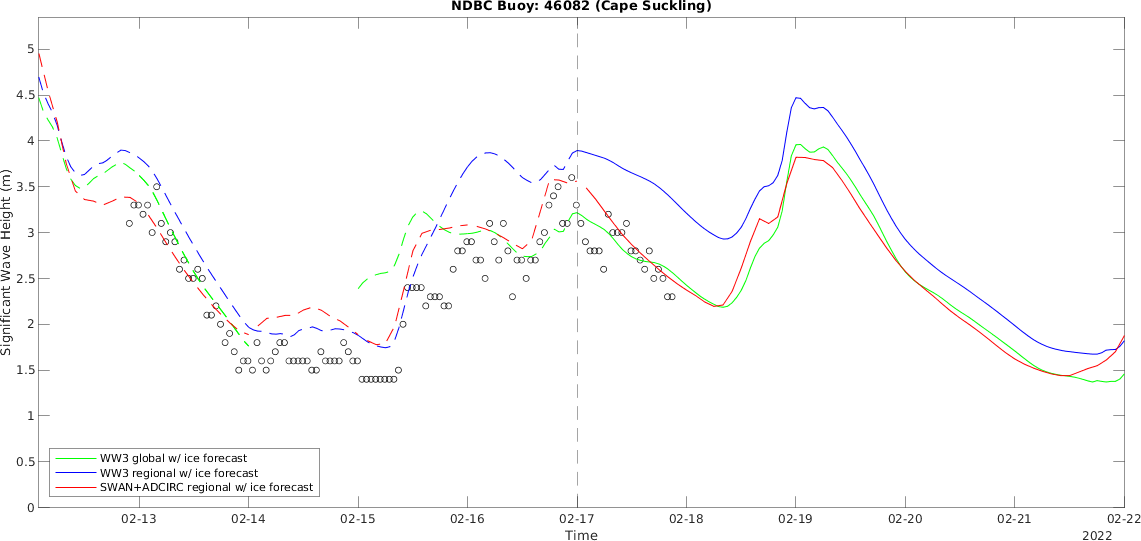 NDBC Buoy: 46082 (Cape Suckling)
Significant Wave Height (m)
5
4.5
4
3.5
3
2.5
2
1.5
1
0.5
0
WW3 global w/ ice forecast
WW3 regional w/ ice forecast
SWAN+ADCIRC regional w/ ice forecast
02-13 02-14 02-15 02-16 02-17 02-18 02-19 02-20 02-21 02-22
Time
2022